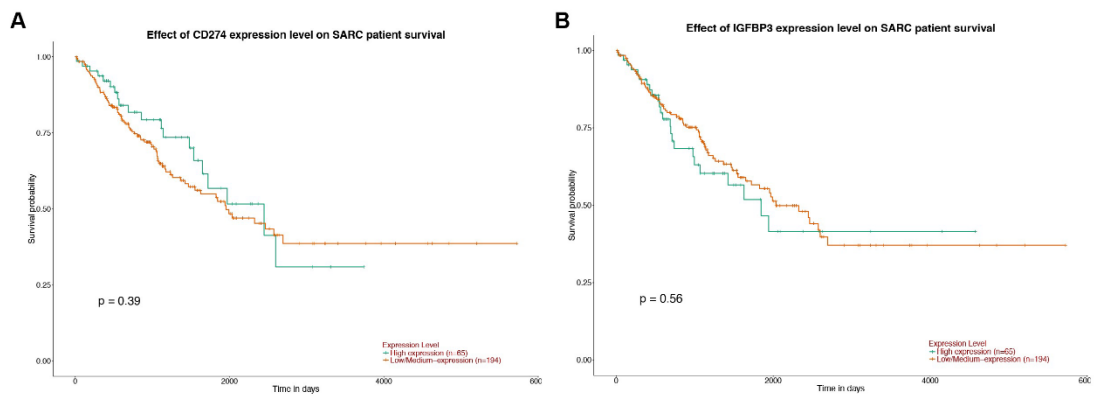 A
Effect of CD274 expression level on SARC patient survival
1.00
0.75
0.50
0.25
0.00
Survival probability
p = 0.39
Expression Level
High expression (n=65)
Low/Medium-expression (n=194)
0
2000
4000
600
Time in days
B
Effect of IGFBP3 expression level on SARC patient survival
1.00
0.75
0.50
0.25
0.00
Survival probability
p = 0.56
Expression Level
High expression (n=65)
Low/Medium-expression (n=194)
0
2000
4000
600
Time in days